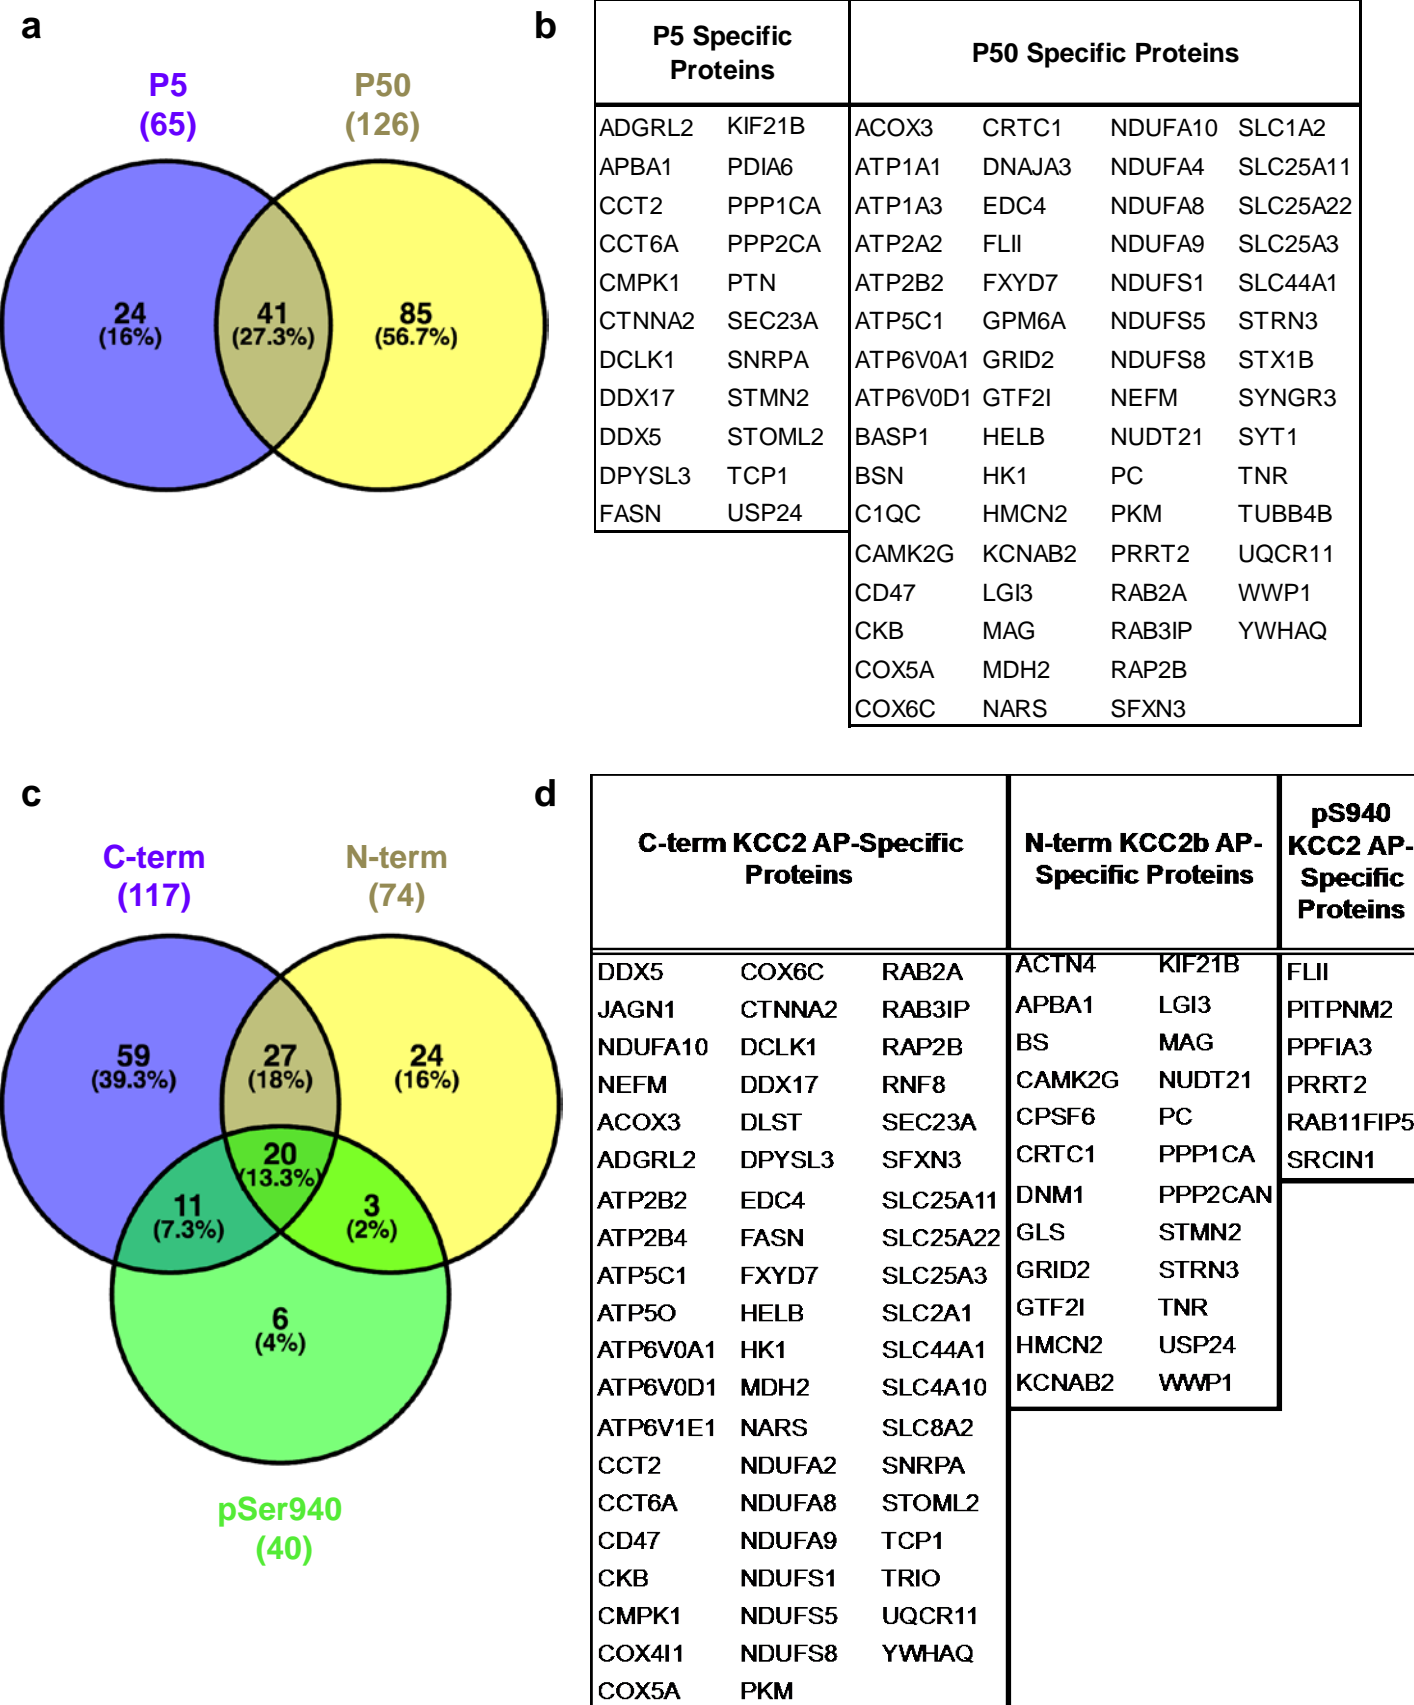 a
P5
(65)
P50
(126)
24
(16%)
41
(27.3%)
85
(56.7%)
b
P5 Specific
Proteins
P50 Specific Proteins
ADGRL2 KIF21B ACOX3 CRTC1 NDUFA10 SLC1A2
APBA1 PDIA6 ATP1A1 DNAJA3 NDUFA4 SLC25A11
CCT2 PPP1CA ATP1A3 EDC4 NDUFA8 SLC25A22
CCT6A PPP2CA ATP2A2 FLII NDUFA9 SLC25A3
CMPK1 PTN ATP2B2 FXYD7 NDUFS1 SLC44A1
CTNNA2 SEC23A ATP5C1 GPM6A NDUFS5 STRN3
DCLK1 SNRPA ATP6V0A1 GRID2 NDUFS8 STX1B
DDX17 STMN2 ATP6V0D1 GTF2I NEFM SYNGR3
DDX5 STOML2 BASP1 HELB NUDT21 SYT1
DPYSL3 TCP1 BSN HK1 PC TNR
FASN USP24 C1QC HMCN2 PKM TUBB4B
CAMK2G KCNAB2 PRRT2 UQCR11
CD47 LGI3 RAB2A WWP1
CKB MAG RAB3IP YWHAQ
COX5A MDH2 RAP2B
COX6C NARS SFXN3
c
C-term
(117)
N-term
(74)
59
(39.3%)
27
(18%)
24
(16%)
20
(13.3%)
11
(7.3%)
3
(2%)
6
(4%)
pSer940
(40)
d
C-term KCC2 AP-Specific
Proteins
N-term KCC2b AP-
Specific Proteins
pS940
KCC2 AP-
Specific
Proteins
DDX5 COX6C RAB2A ACTN4 KIF21B FLII
JAGN1 CTNNA2 RAB3IP APBA1 LGI3 PITPNM2
NDUFA10 DCLK1 RAP2B BS MAG PPFIA3
NEFM DDX17 RNF8 CAMK2G NUDT21 PRRT2
ACOX3 DLST SEC23A CPSF6 PC RAB11FIP5
ADGRL2 DPYSL3 SFXN3 CRTC1 PPP1CA SRCIN1
ATP2B2 EDC4 SLC25A11 DNM1 PPP2CAN
ATP2B4 FASN SLC25A22 GLS STMN2
ATP5C1 FXYD7 SLC25A3 GRID2 STRN3
ATP5O HELB SLC2A1 GTF2I TNR
ATP6V0A1 HK1 SLC44A1 HMCN2 USP24
ATP6V0D1 MDH2 SLC4A10 KCNAB2 WWP1
ATP6V1E1 NARS SLC8A2
CCT2 NDUFA2 SNRPA
CCT6A NDUFA8 STOML2
CD47 NDUFA9 TCP1
CKB NDUFS1 TRIO
CMPK1 NDUFS5 UQCR11
COX4I1 NDUFS8 YWHAQ
COX5A PKM